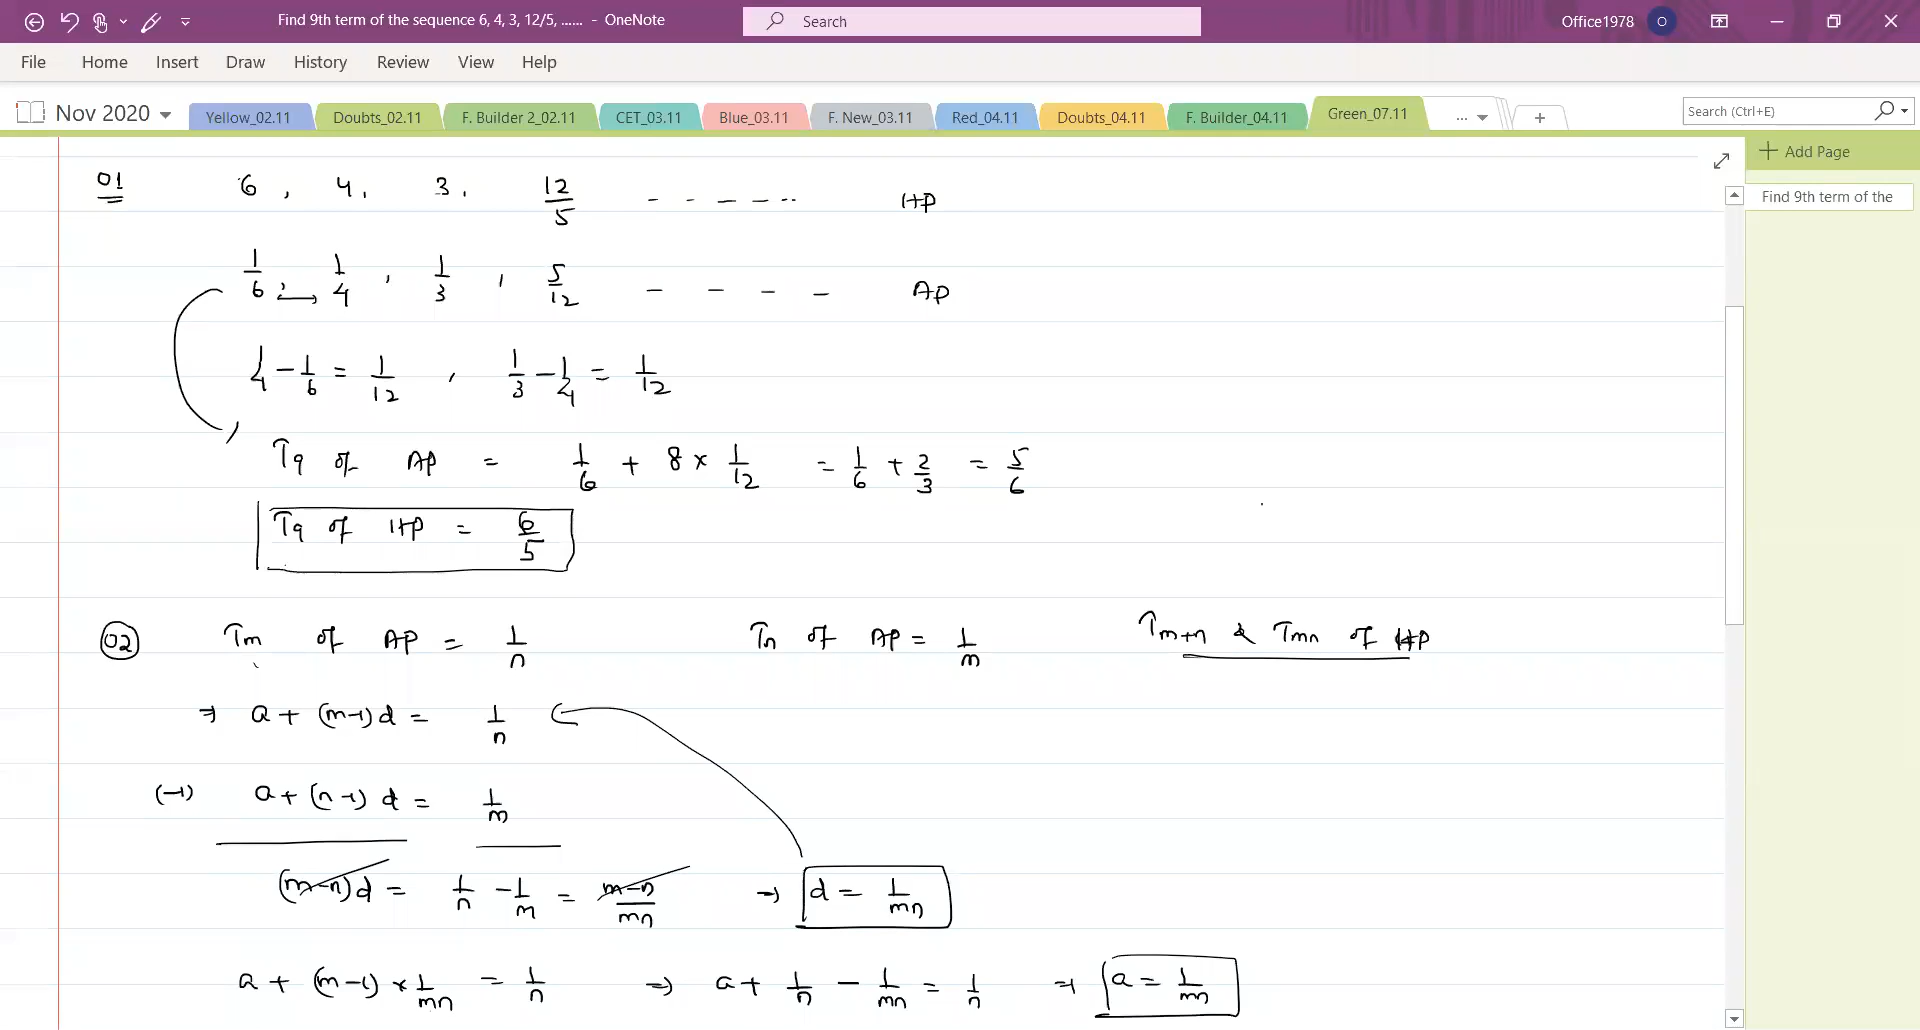 Find 9th term of the sequence 6, 4, 3, 12/5, ...... - OneNote
Search
Office1978 O
File Home Insert Draw History Review View Help
Nov 2020
Yellow_02.11 Doubts_02.11 F. Builder 2_02.11 CET_03.11 Blue_03.11 F. New_03.11 Red_04.11 Doubts_04.11 F. Builder_04.11 Green_07.11 ... +
Search (Ctrl+E)
+ Add Page
Find 9th term of the
01 6 , 4 , 3 , 12/5 - - - - - - HP
1/6 , 1/4 , 1/3 , 5/12 - - - - AP
1/4 - 1/6 = 1/12 , 1/3 - 1/4 = 1/12
T9 of AP = 1/6 + 8 × 1/12 = 1/6 + 2/3 = 5/6
T9 of HP = 6/5
02 Tm of AP = 1/n Tn of AP = 1/m Tm+n & Tmn of HP
⇒ a + (m-1)d = 1/n
(-) a + (n-1)d = 1/m
(m-n)d = 1/n - 1/m = m-n/mn ⇒ d = 1/mn
a + (m-1) × 1/mn = 1/n ⇒ a + 1/n - 1/mn = 1/n ⇒ a = 1/mn